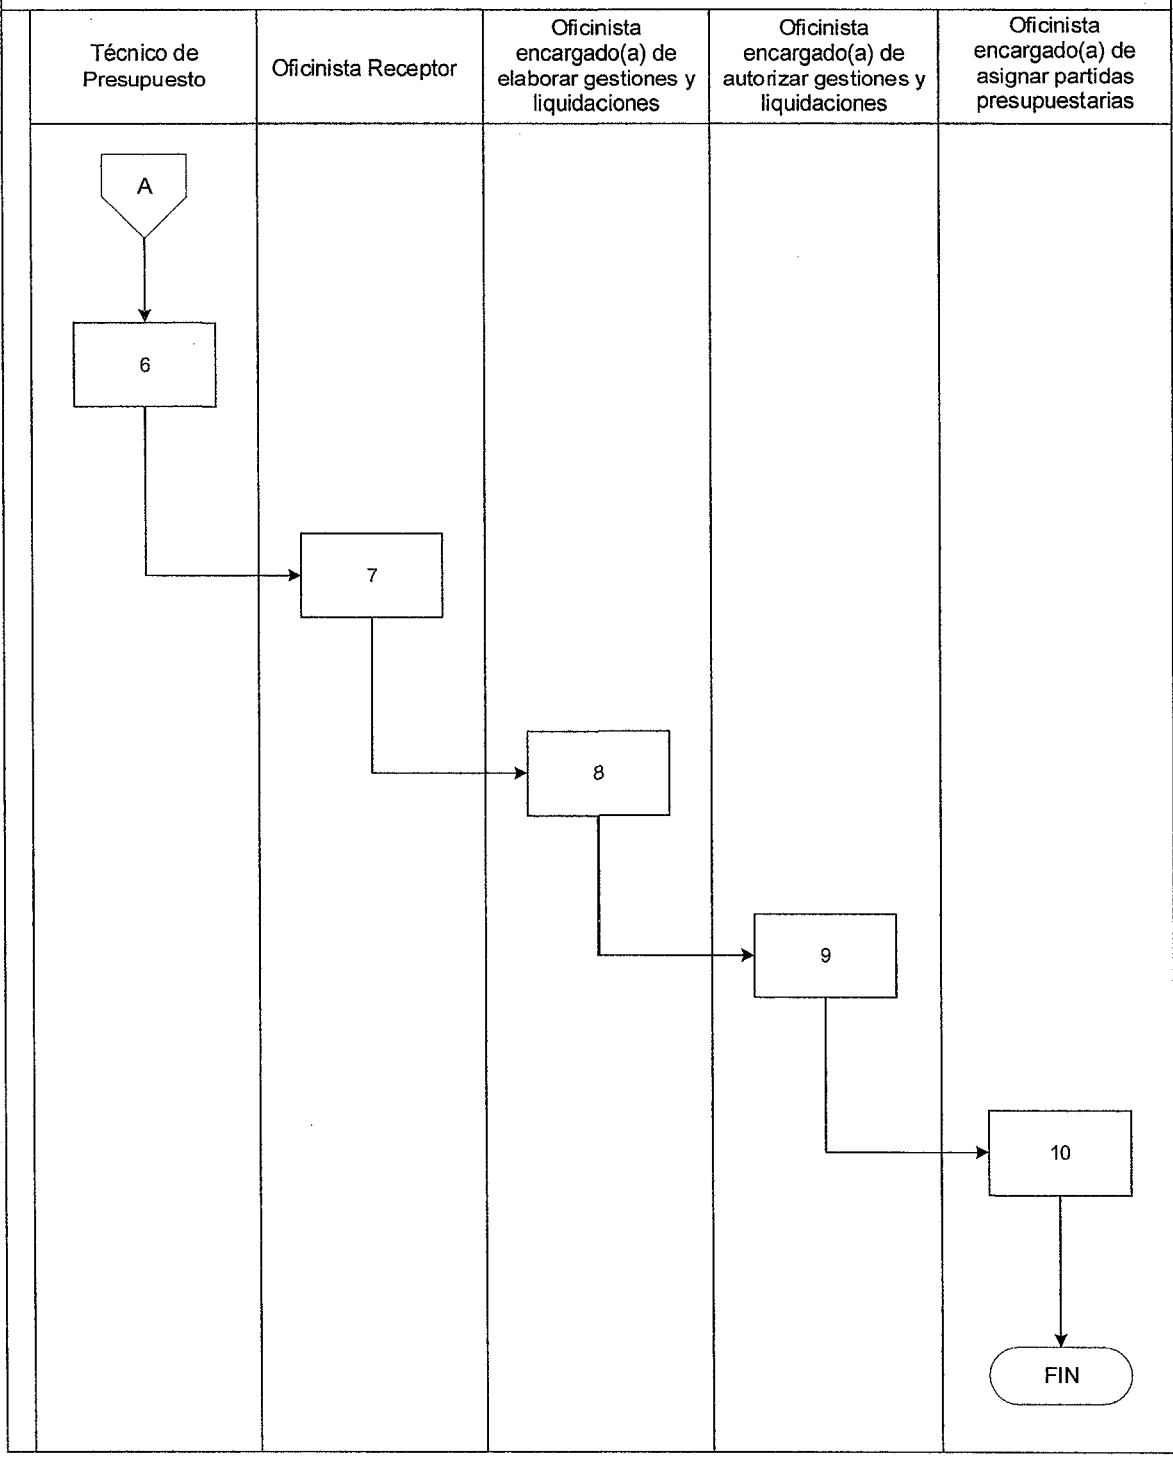 Técnico de
Presupuesto
Oficinista Receptor
Oficinista
encargado(a) de
elaborar gestiones y
liquidaciones
Oficinista
encargado(a) de
autorizar gestiones y
liquidaciones
Oficinista
encargado(a) de
asignar partidas
presupuestarias
A
6
7
8
9
10
FIN